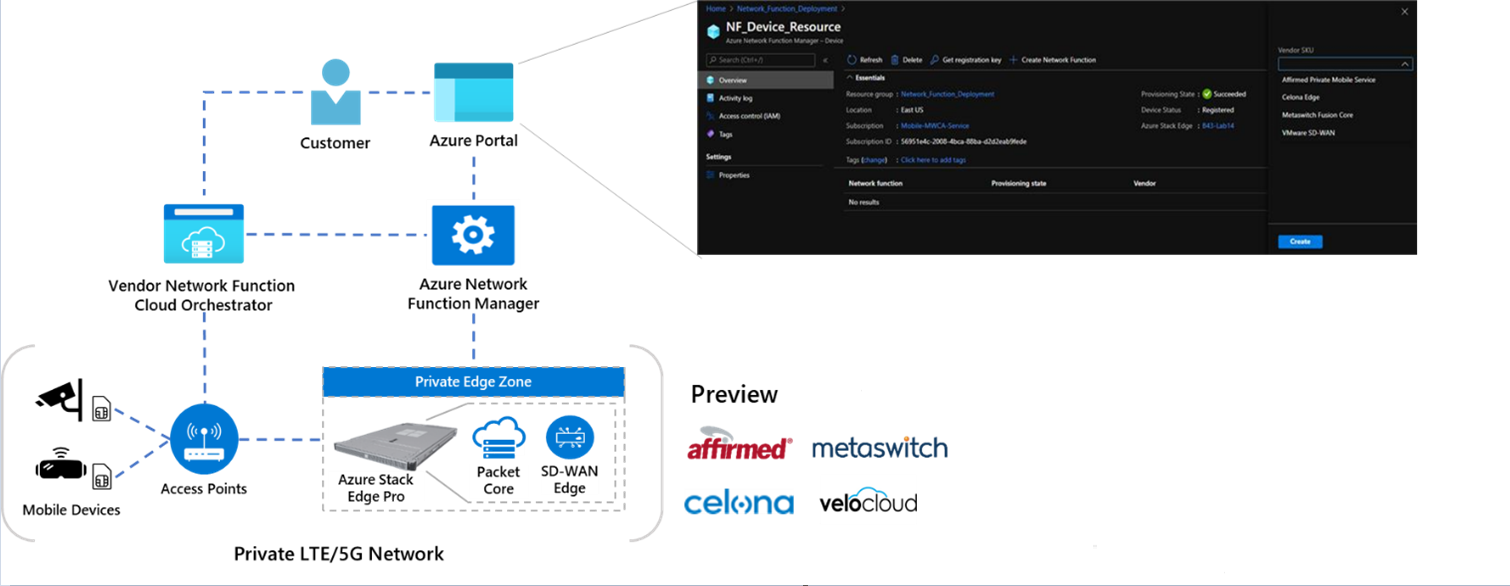 Home > Network_Function_Deployment >
NF_Device_Resource
Azure Network Function Manager - Device
Search (Ctrl+/)
«
Overview
Activity log
Access control (IAM)
Tags
Settings
Properties
Refresh Delete Get registration key Create Network Function
Essentials
Resource group : Network_Function_Deployment
Location : East US
Subscription : Mobile-MWCA-Service
Subscription ID : 56951e4c-2008-4bca-88ba-d2d2eab9fede
Tags (change) : Click here to add tags
Provisioning State : Succeeded
Device Status : Registered
Azure Stack Edge : B43-Lab14
Network function Provisioning state Vendor
No results
Vendor SKU
Affirmed Private Mobile Service
Celona Edge
Metaswitch Fusion Core
VMware SD-WAN
Create
Customer
Azure Portal
Vendor Network Function
Cloud Orchestrator
Azure Network
Function Manager
Private Edge Zone
Mobile Devices
Access Points
Azure Stack
Edge Pro
Packet
Core
SD-WAN
Edge
Private LTE/5G Network
Preview
affirmed®
metaswitch
celona
velocloud